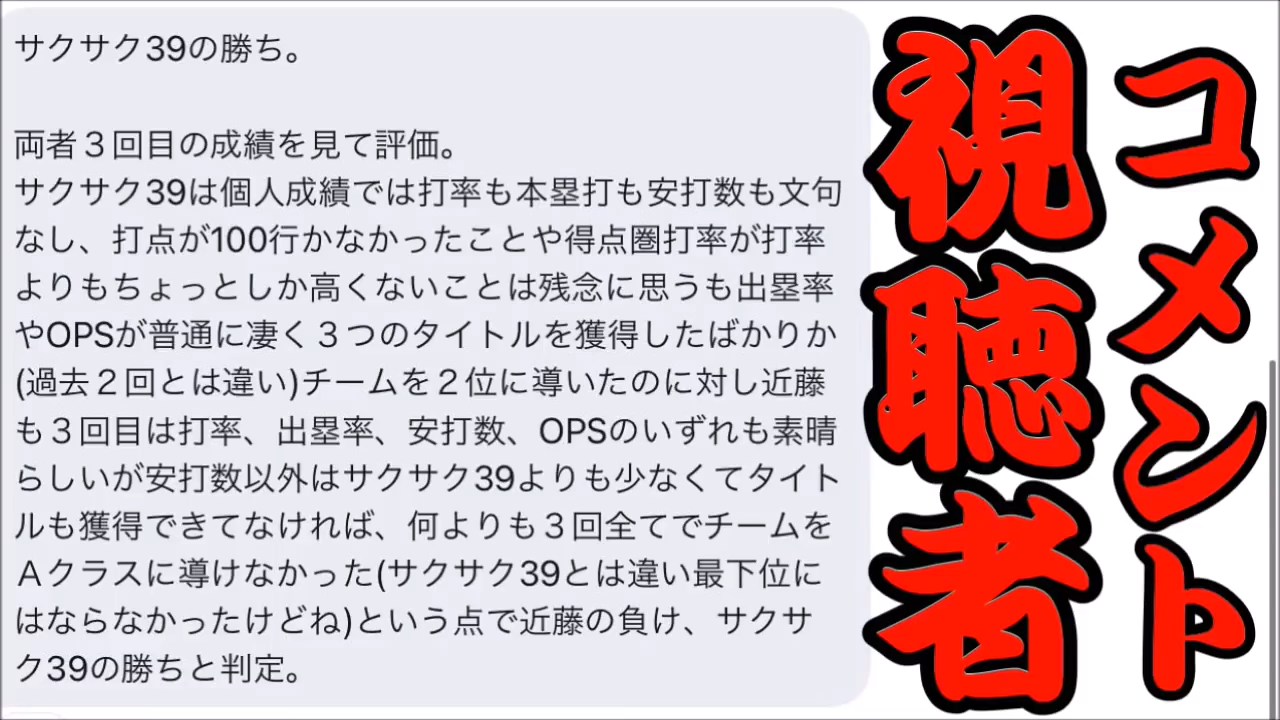 サクサク39の勝ち。
両者３回目の成績を見て評価。
サクサク39は個人成績では打率も本塁打も安打数も文句
なし、打点が100行かなかったことや得点圏打率が打率
よりもちょっとしか高くないことは残念に思うも出塁率
やOPSが普通に凄く３つのタイトルを獲得したばかりか
(過去２回とは違い)チームを２位に導いたのに対し近藤
も３回目は打率、出塁率、安打数、OPSのいずれも素晴
らしいが安打数以外はサクサク39よりも少なくてタイト
ルも獲得できてなければ、何よりも３回全てでチームを
Ａクラスに導けなかった(サクサク39とは違い最下位に
はならなかったけどね)という点で近藤の負け、サクサ
ク39の勝ちと判定。
コメント
視聴者